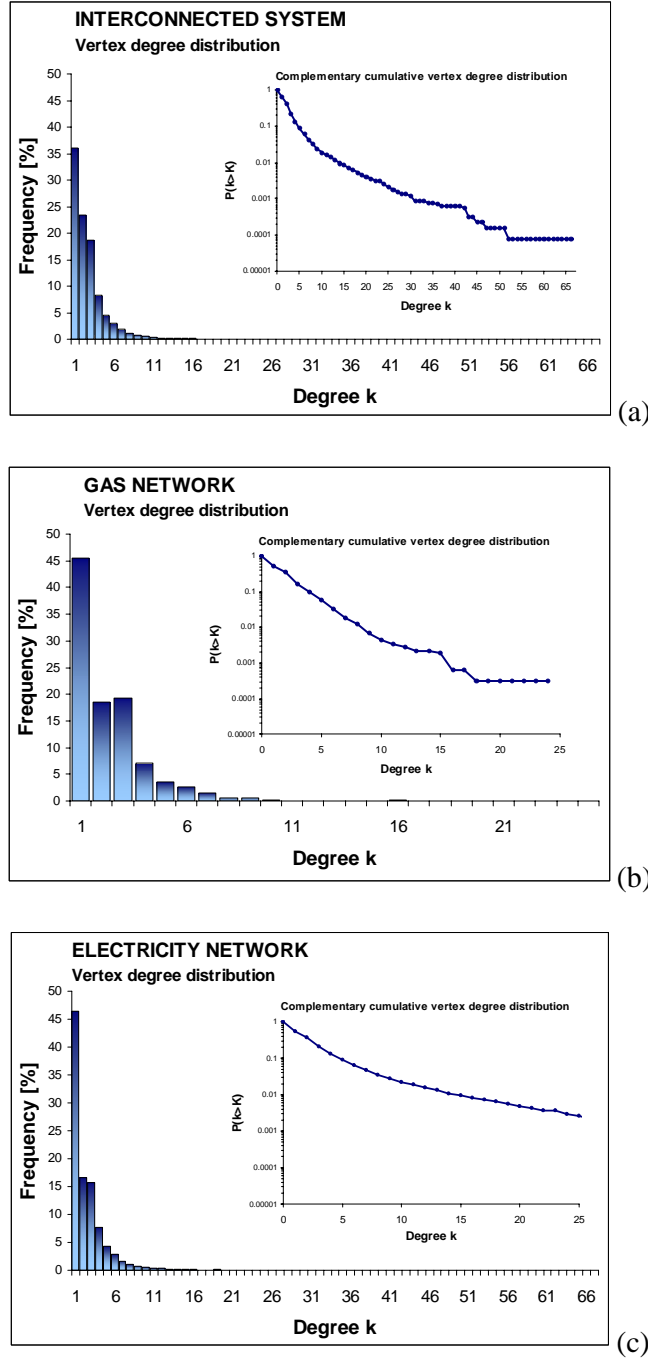 INTERCONNECTED SYSTEM
Vertex degree distribution
Complementary cumulative vertex degree distribution
50
45
40
35
30
25
20
15
10
5
0
Frequency [%]
1
0.1
0.01
0.001
0.0001
0.00001
P(k>K)
0 5 10 15 20 25 30 35 40 45 50 55 60 65
Degree k
1 6 11 16 21 26 31 36 41 46 51 56 61 66
Degree k
(a)
GAS NETWORK
Vertex degree distribution
Complementary cumulative vertex degree distribution
50
45
40
35
30
25
20
15
10
5
0
Frequency [%]
1
0.1
0.01
0.001
0.0001
0.00001
P(k>K)
0 5 10 15 20 25
Degree k
1 6 11 16 21
Degree k
(b)
ELECTRICITY NETWORK
Vertex degree distribution
Complementary cumulative vertex degree distribution
50
45
40
35
30
25
20
15
10
5
0
Frequency [%]
1
0.1
0.01
0.001
0.0001
0.00001
P(k>K)
0 5 10 15 20 25
Degree k
1 6 11 16 21 26 31 36 41 46 51 56 61 66
Degree k
(c)